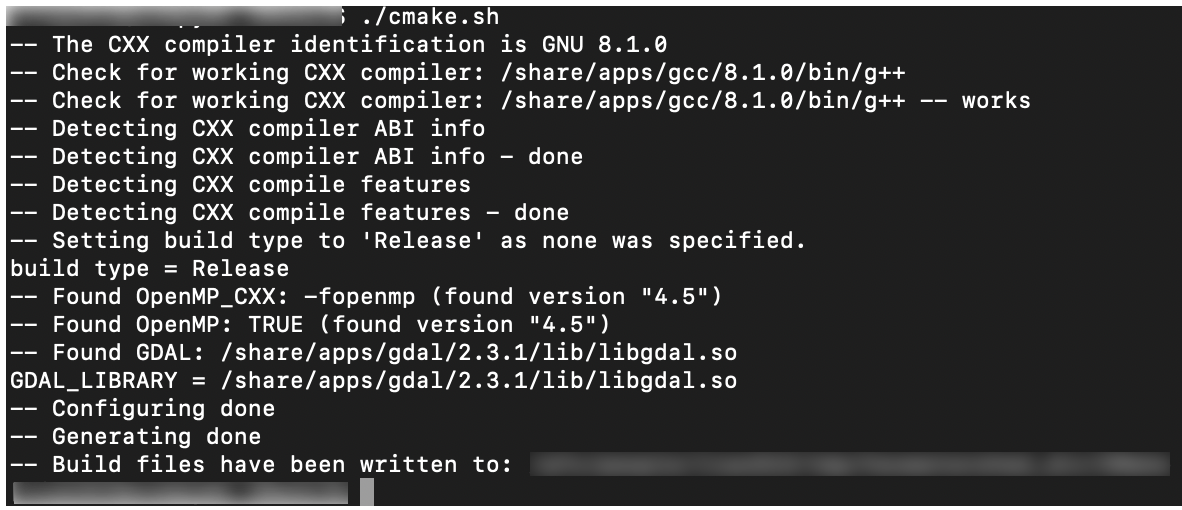 ./cmake.sh
-- The CXX compiler identification is GNU 8.1.0
-- Check for working CXX compiler: /share/apps/gcc/8.1.0/bin/g++
-- Check for working CXX compiler: /share/apps/gcc/8.1.0/bin/g++ -- works
-- Detecting CXX compiler ABI info
-- Detecting CXX compiler ABI info - done
-- Detecting CXX compile features
-- Detecting CXX compile features - done
-- Setting build type to 'Release' as none was specified.
build type = Release
-- Found OpenMP_CXX: -fopenmp (found version "4.5")
-- Found OpenMP: TRUE (found version "4.5")
-- Found GDAL: /share/apps/gdal/2.3.1/lib/libgdal.so
GDAL_LIBRARY = /share/apps/gdal/2.3.1/lib/libgdal.so
-- Configuring done
-- Generating done
-- Build files have been written to: